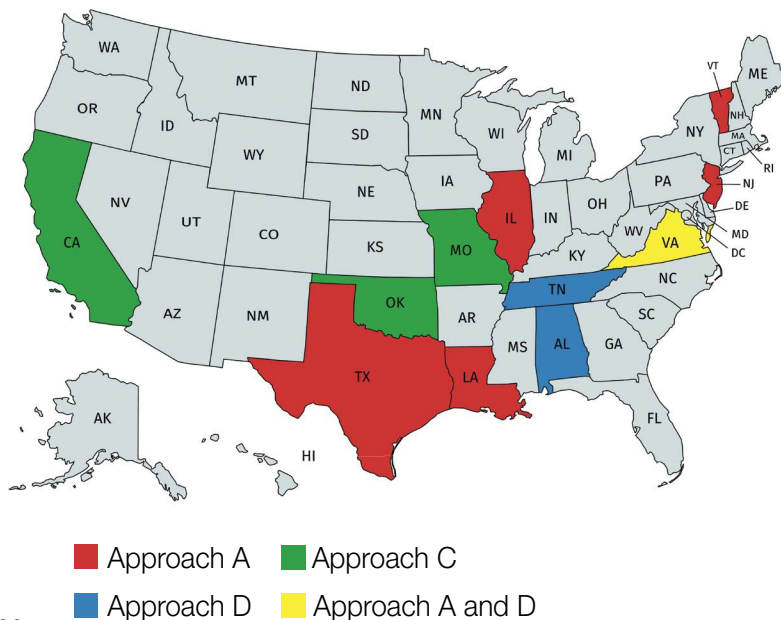 WA
MT
ND
MN
ME
VT
OR
ID
SD
WI
NH
MA
NY
CT
RI
WY
MI
IA
PA
NJ
NE
NV
UT
IL
IN
OH
DE
CO
WV
MD
DC
CA
KS
MO
KY
VA
AZ
NM
OK
TN
NC
AR
SC
MS
AL
GA
TX
LA
AK
FL
HI
Approach A
Approach C
Approach D
Approach A and D